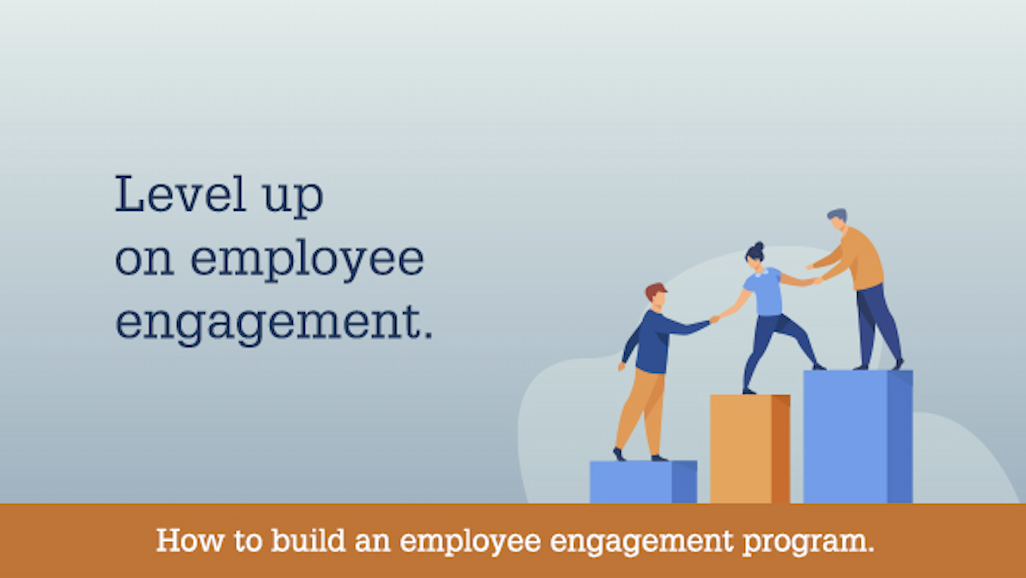 Level up
on employee
engagement.
How to build an employee engagement program.